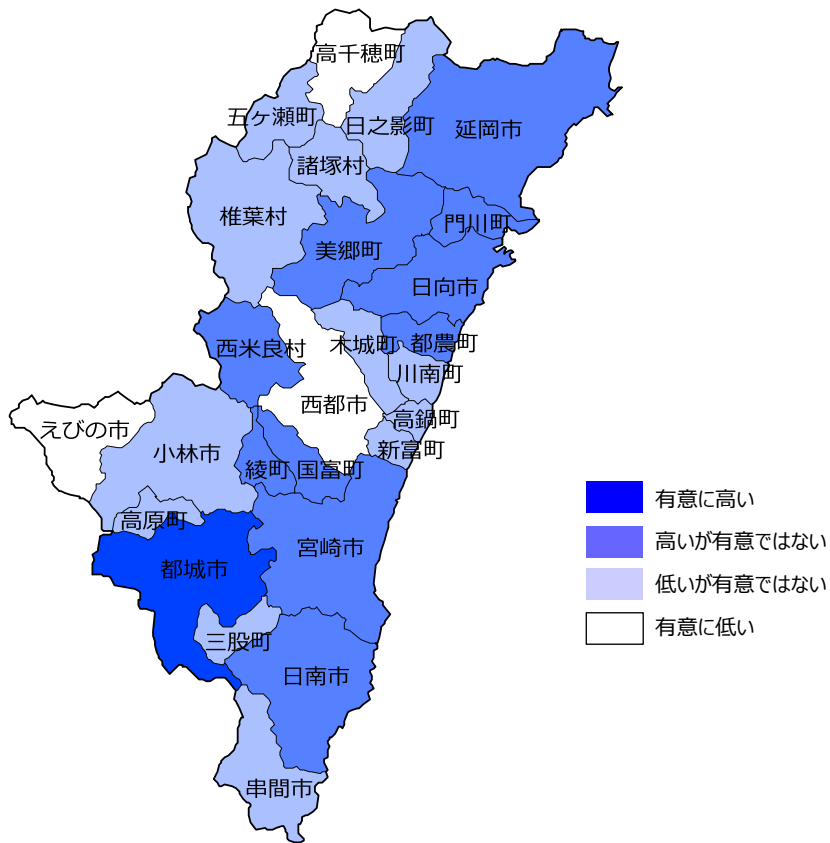 高千穂町
五ヶ瀬町
日之影町
延岡市
諸塚村
椎葉村
門川町
美郷町
日向市
西米良村
木城町
都農町
川南町
西都市
高鍋町
えびの市
小林市
新富町
綾町
国富町
高原町
宮崎市
都城市
三股町
日南市
串間市
有意に高い
高いが有意ではない
低いが有意ではない
有意に低い